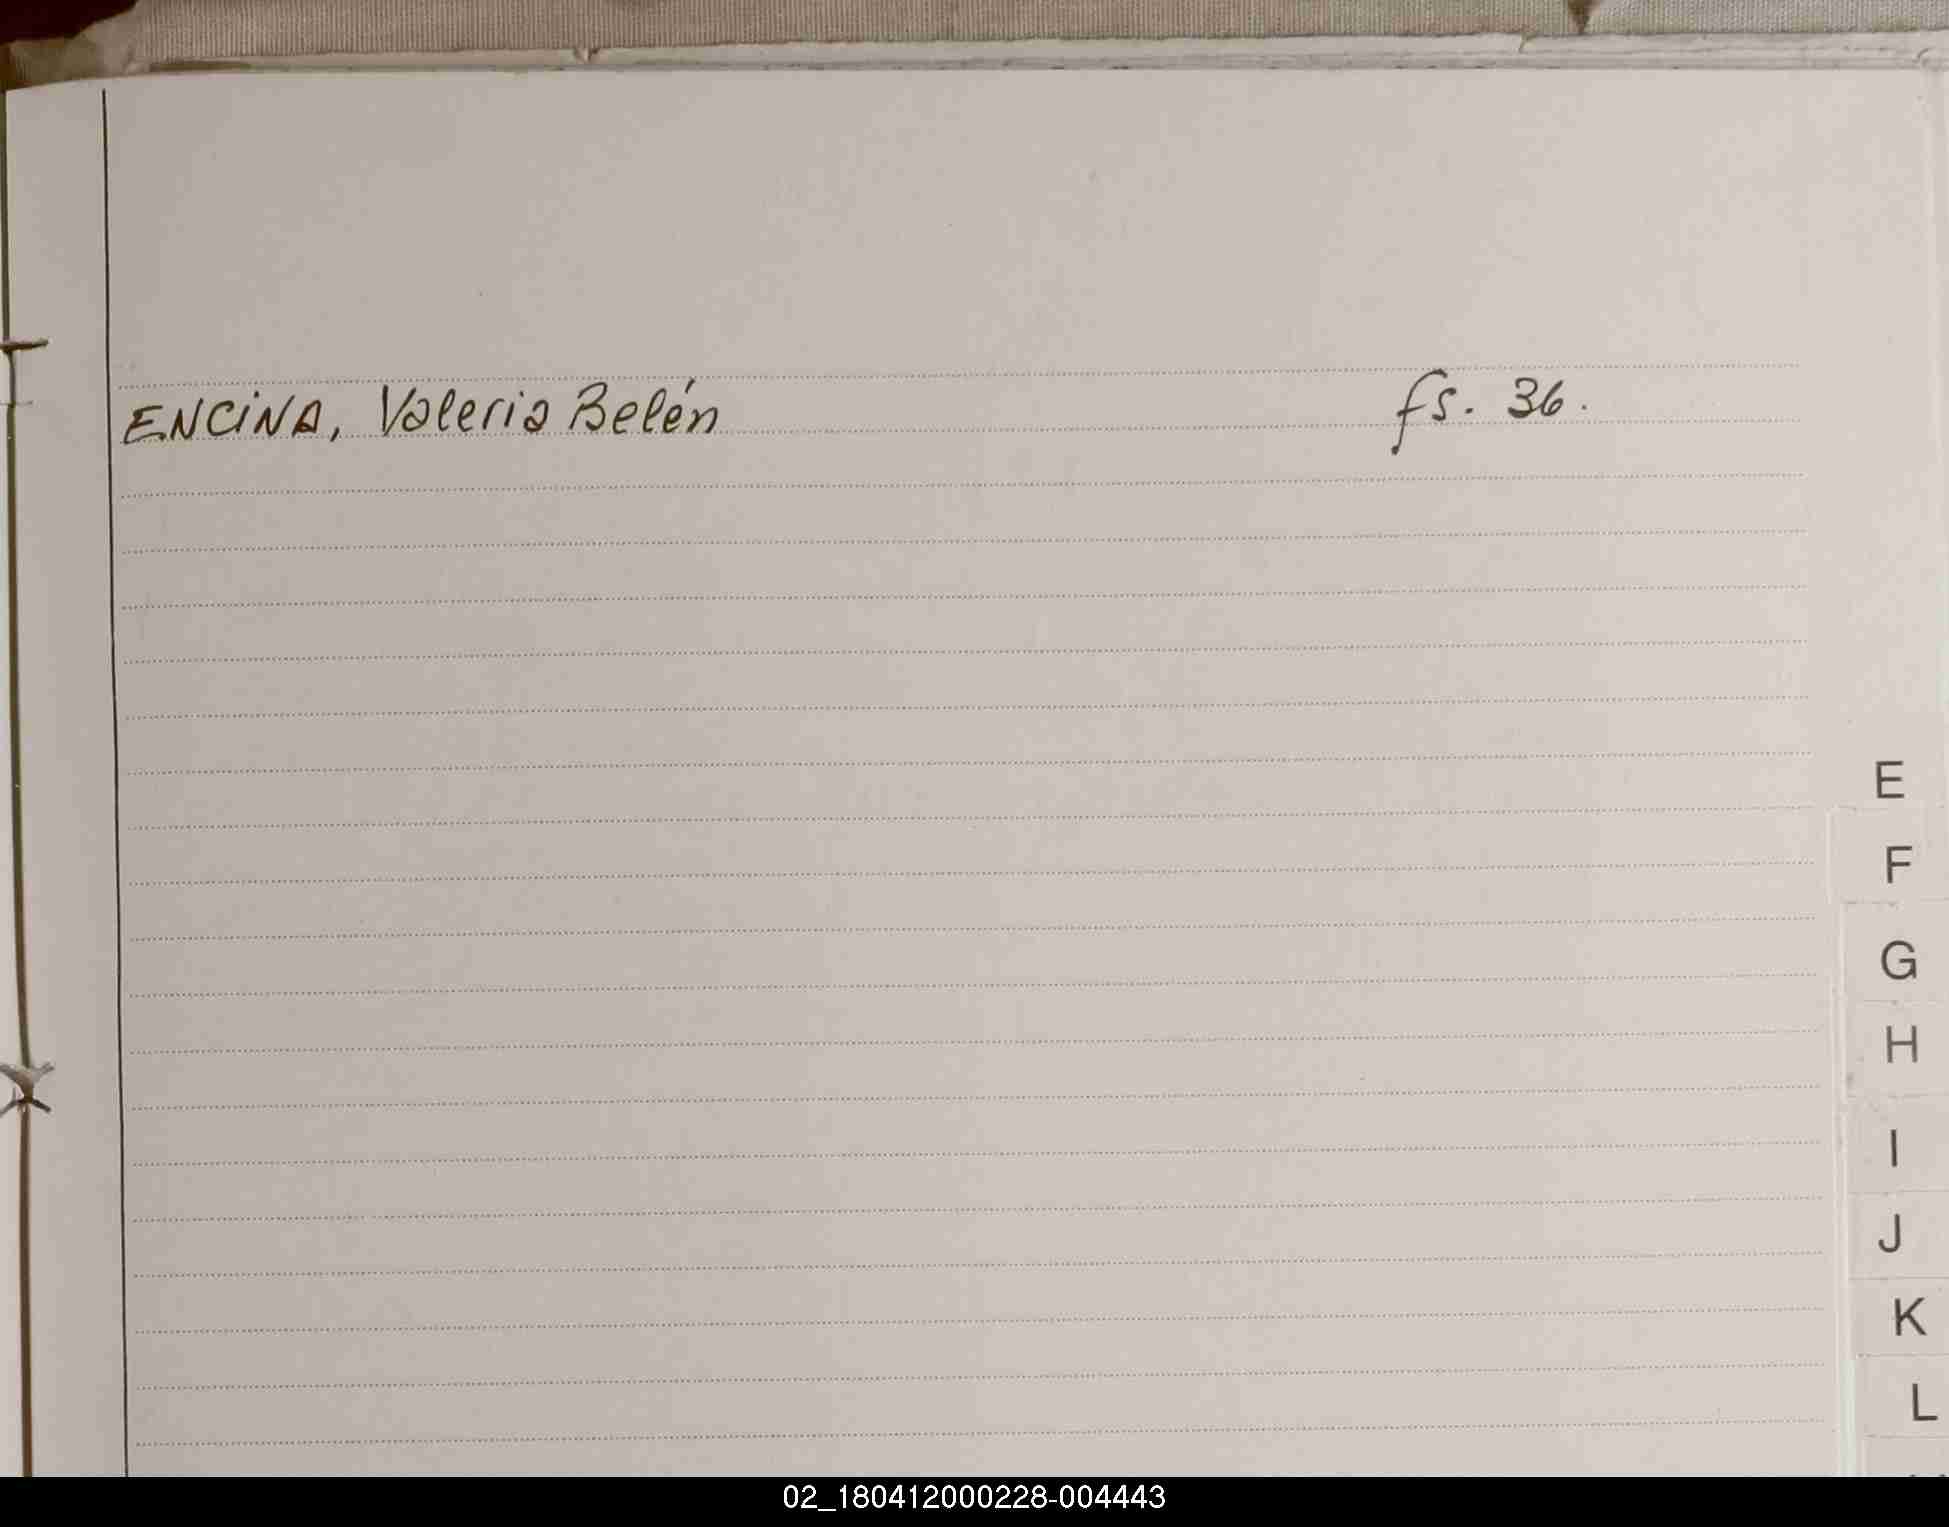 ENCINA, Valeria Belén fs. 36.
E
F
G
H
I
J
K
L
02_180412000228-004443